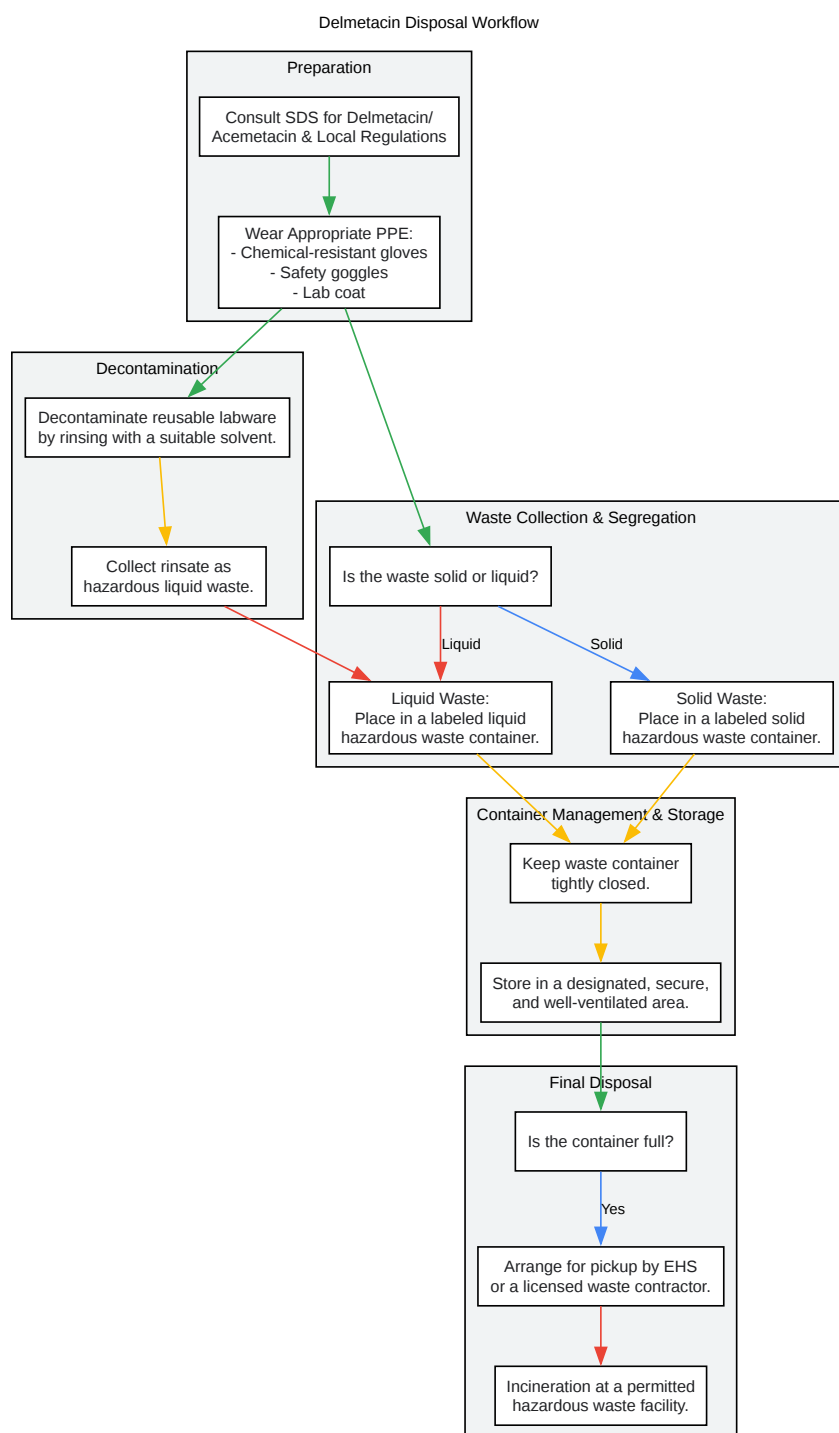 Delmetacin Disposal Workflow
Preparation
Consult SDS for Delmetacin/
Acemetacin & Local Regulations
Wear Appropriate PPE:
- Chemical-resistant gloves
- Safety goggles
- Lab coat
Decontamination
Decontaminate reusable labware
by rinsing with a suitable solvent.
Collect rinsate as
hazardous liquid waste.
Waste Collection & Segregation
Is the waste solid or liquid?
Liquid
Solid
Liquid Waste:
Place in a labeled liquid
hazardous waste container.
Solid Waste:
Place in a labeled solid
hazardous waste container.
Container Management & Storage
Keep waste container
tightly closed.
Store in a designated, secure,
and well-ventilated area.
Final Disposal
Is the container full?
Yes
Arrange for pickup by EHS
or a licensed waste contractor.
Incineration at a permitted
hazardous waste facility.